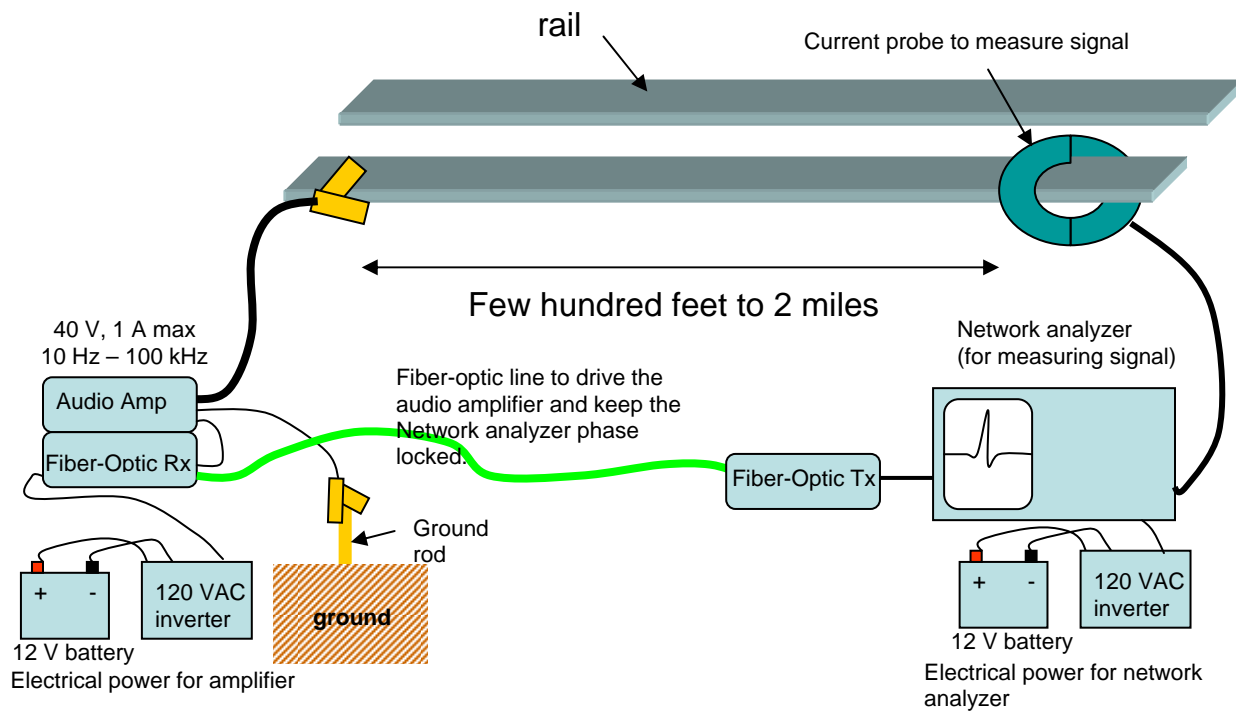 rail
Current probe to measure signal
Few hundred feet to 2 miles
40 V, 1 A max
10 Hz – 100 kHz
Audio Amp
Fiber-Optic Rx
Fiber-optic line to drive the
audio amplifier and keep the
Network analyzer phase
locked.
Network analyzer
(for measuring signal)
Fiber-Optic Tx
Ground
rod
ground
+ -
120 VAC
inverter
12 V battery
Electrical power for amplifier
+ -
120 VAC
inverter
12 V battery
Electrical power for network
analyzer